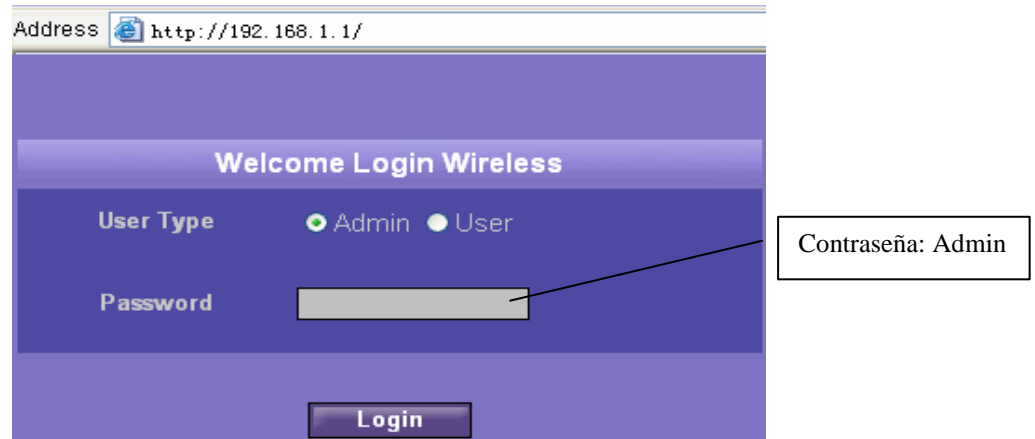 Address http://192.168.1.1/
Welcome Login Wireless
User Type Admin User
Contraseña: Admin
Password
Login